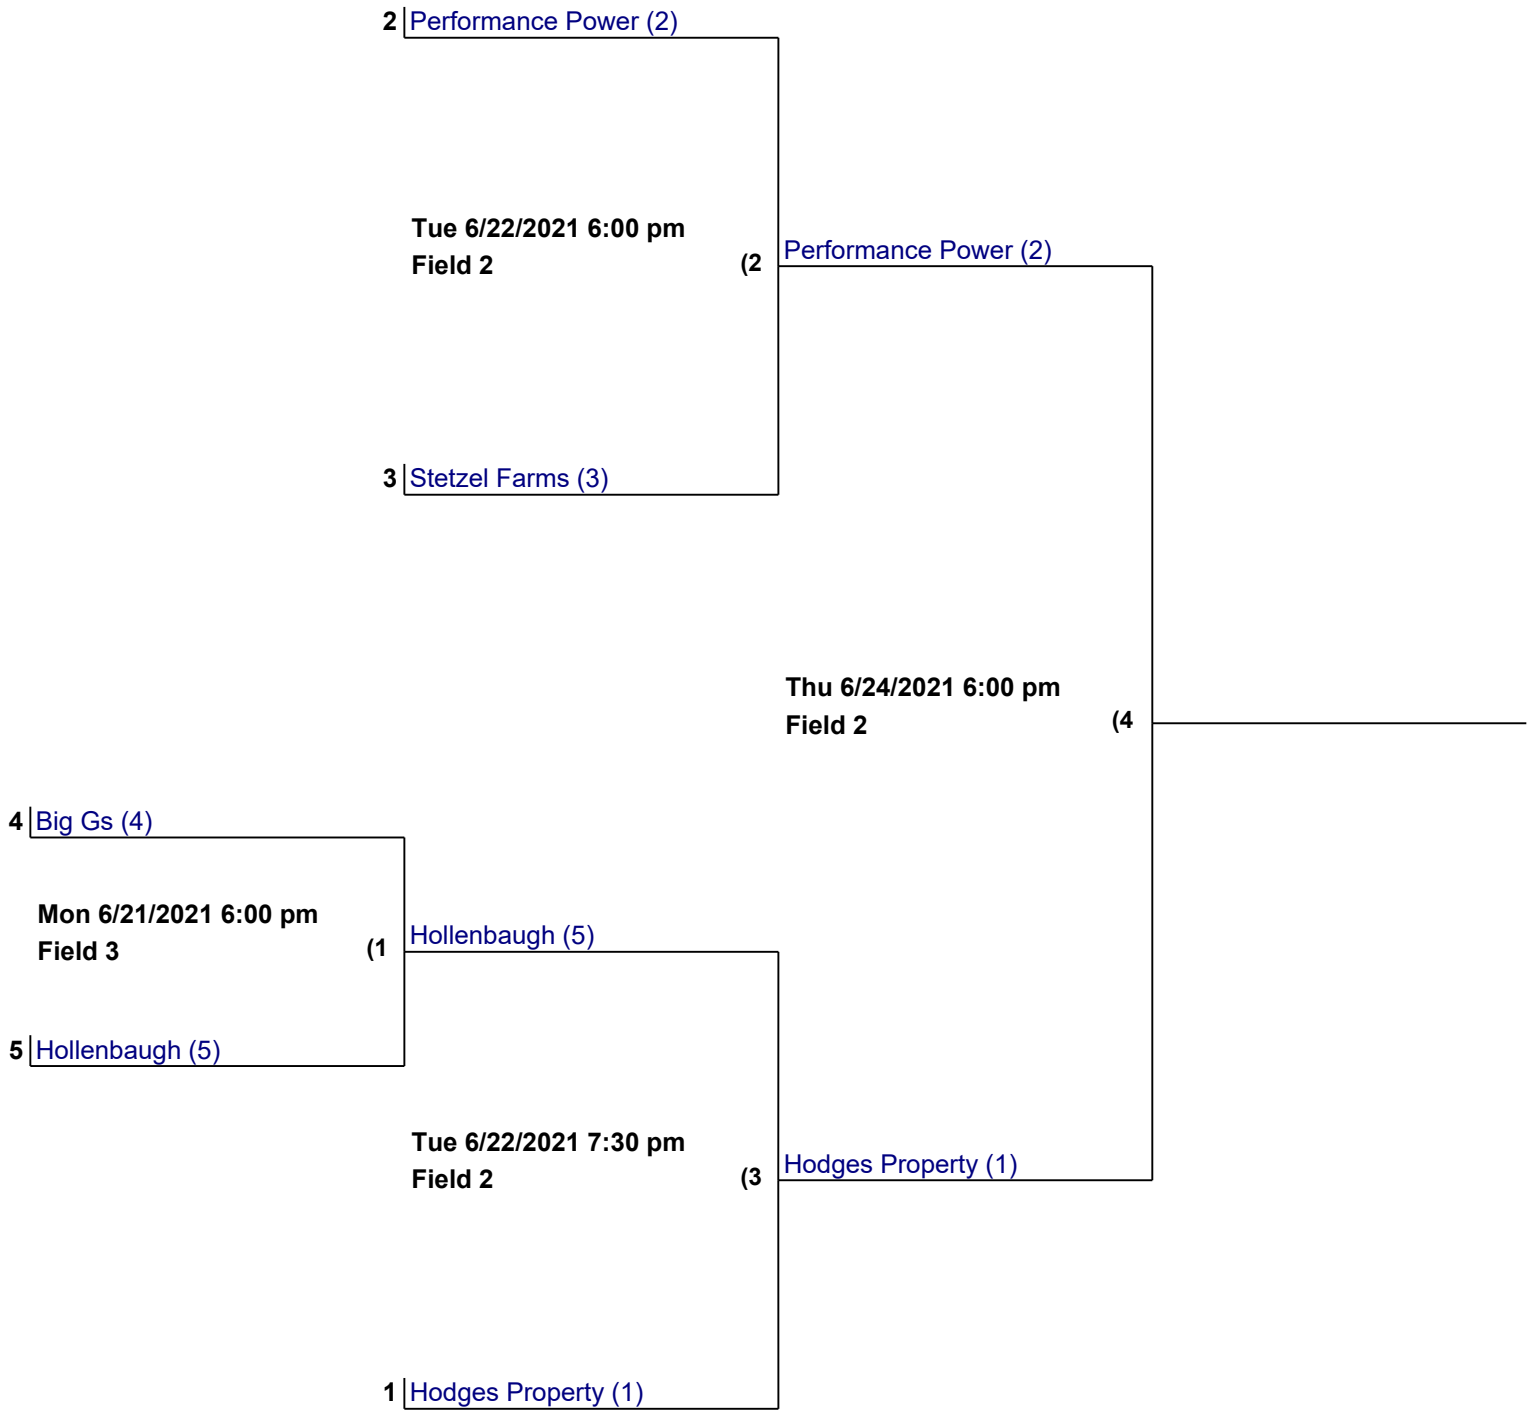 2 Performance Power (2)
Tue 6/22/2021 6:00 pm
Field 2 (2
Performance Power (2)
3 Stetzel Farms (3)
Thu 6/24/2021 6:00 pm
Field 2 (4
4 Big Gs (4)
Mon 6/21/2021 6:00 pm
Field 3 (1
Hollenbaugh (5)
5 Hollenbaugh (5)
Tue 6/22/2021 7:30 pm
Field 2 (3
Hodges Property (1)
1 Hodges Property (1)